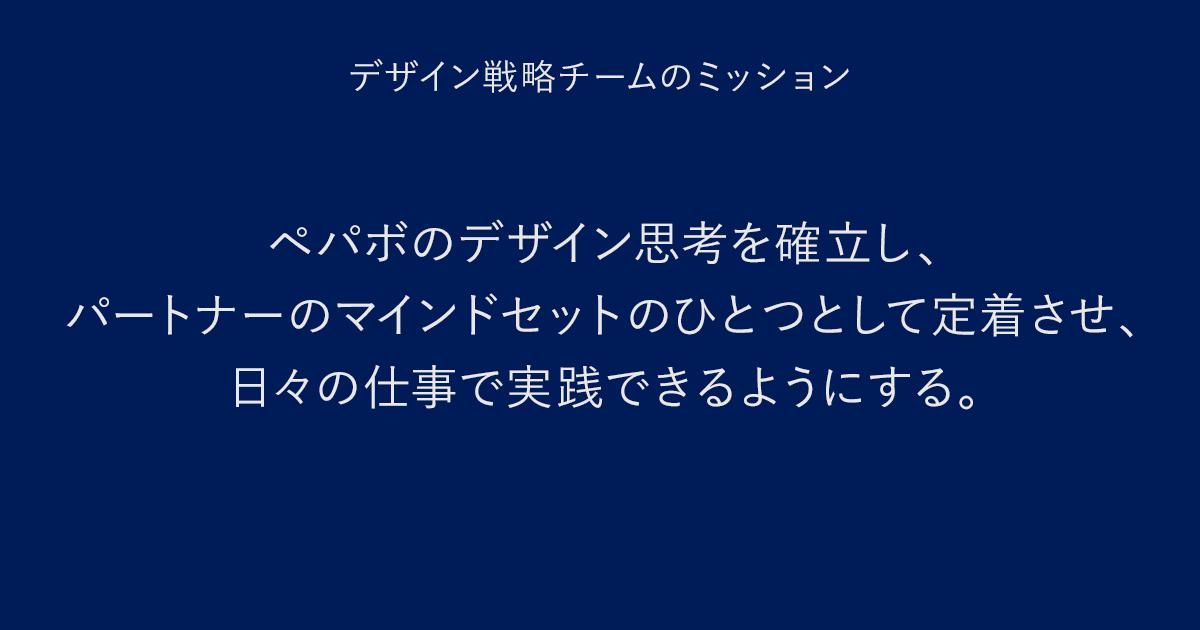 デザイン戦略チームのミッション
ペパボのデザイン思考を確立し、
パートナーのマインドセットのひとつとして定着させ、
日々の仕事で実践できるようにする。